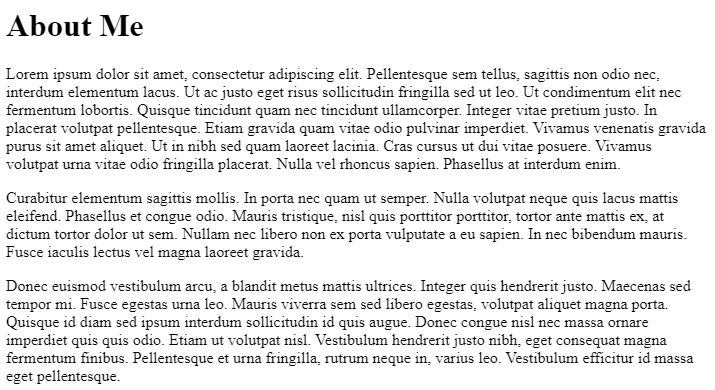 About Me
Lorem ipsum dolor sit amet, consectetur adipiscing elit. Pellentesque sem tellus, sagittis non odio nec,
interdum elementum lacus. Ut ac justo eget risus sollicitudin fringilla sed ut leo. Ut condimentum elit nec
fermentum lobortis. Quisque tincidunt quam nec tincidunt ullamcorper. Integer vitae pretium justo. In
placerat volutpat pellentesque. Etiam gravida quam vitae odio pulvinar imperdiet. Vivamus venenatis gravida
purus sit amet aliquet. Ut in nibh sed quam laoreet lacinia. Cras cursus ut dui vitae posuere. Vivamus
volutpat urna vitae odio fringilla placerat. Nulla vel rhoncus sapien. Phasellus at interdum enim.
Curabitur elementum sagittis mollis. In porta nec quam ut semper. Nulla volutpat neque quis lacus mattis
eleifend. Phasellus et congue odio. Mauris tristique, nisl quis porttitor porttitor, tortor ante mattis ex, at
dictum tortor dolor ut sem. Nullam nec libero non ex porta vulputate a eu sapien. In nec bibendum mauris.
Fusce iaculis lectus vel magna laoreet gravida.
Donec euismod vestibulum arcu, a blandit metus mattis ultrices. Integer quis hendrerit justo. Maecenas sed
tempor mi. Fusce egestas urna leo. Mauris viverra sem sed libero egestas, volutpat aliquet magna porta.
Quisque id diam sed ipsum interdum sollicitudin id quis augue. Donec congue nisl nec massa ornare
imperdiet quis quis odio. Etiam ut volutpat nisl. Vestibulum hendrerit justo nibh, eget consequat magna
fermentum finibus. Pellentesque et urna fringilla, rutrum neque in, varius leo. Vestibulum efficitur id massa
eget pellentesque.